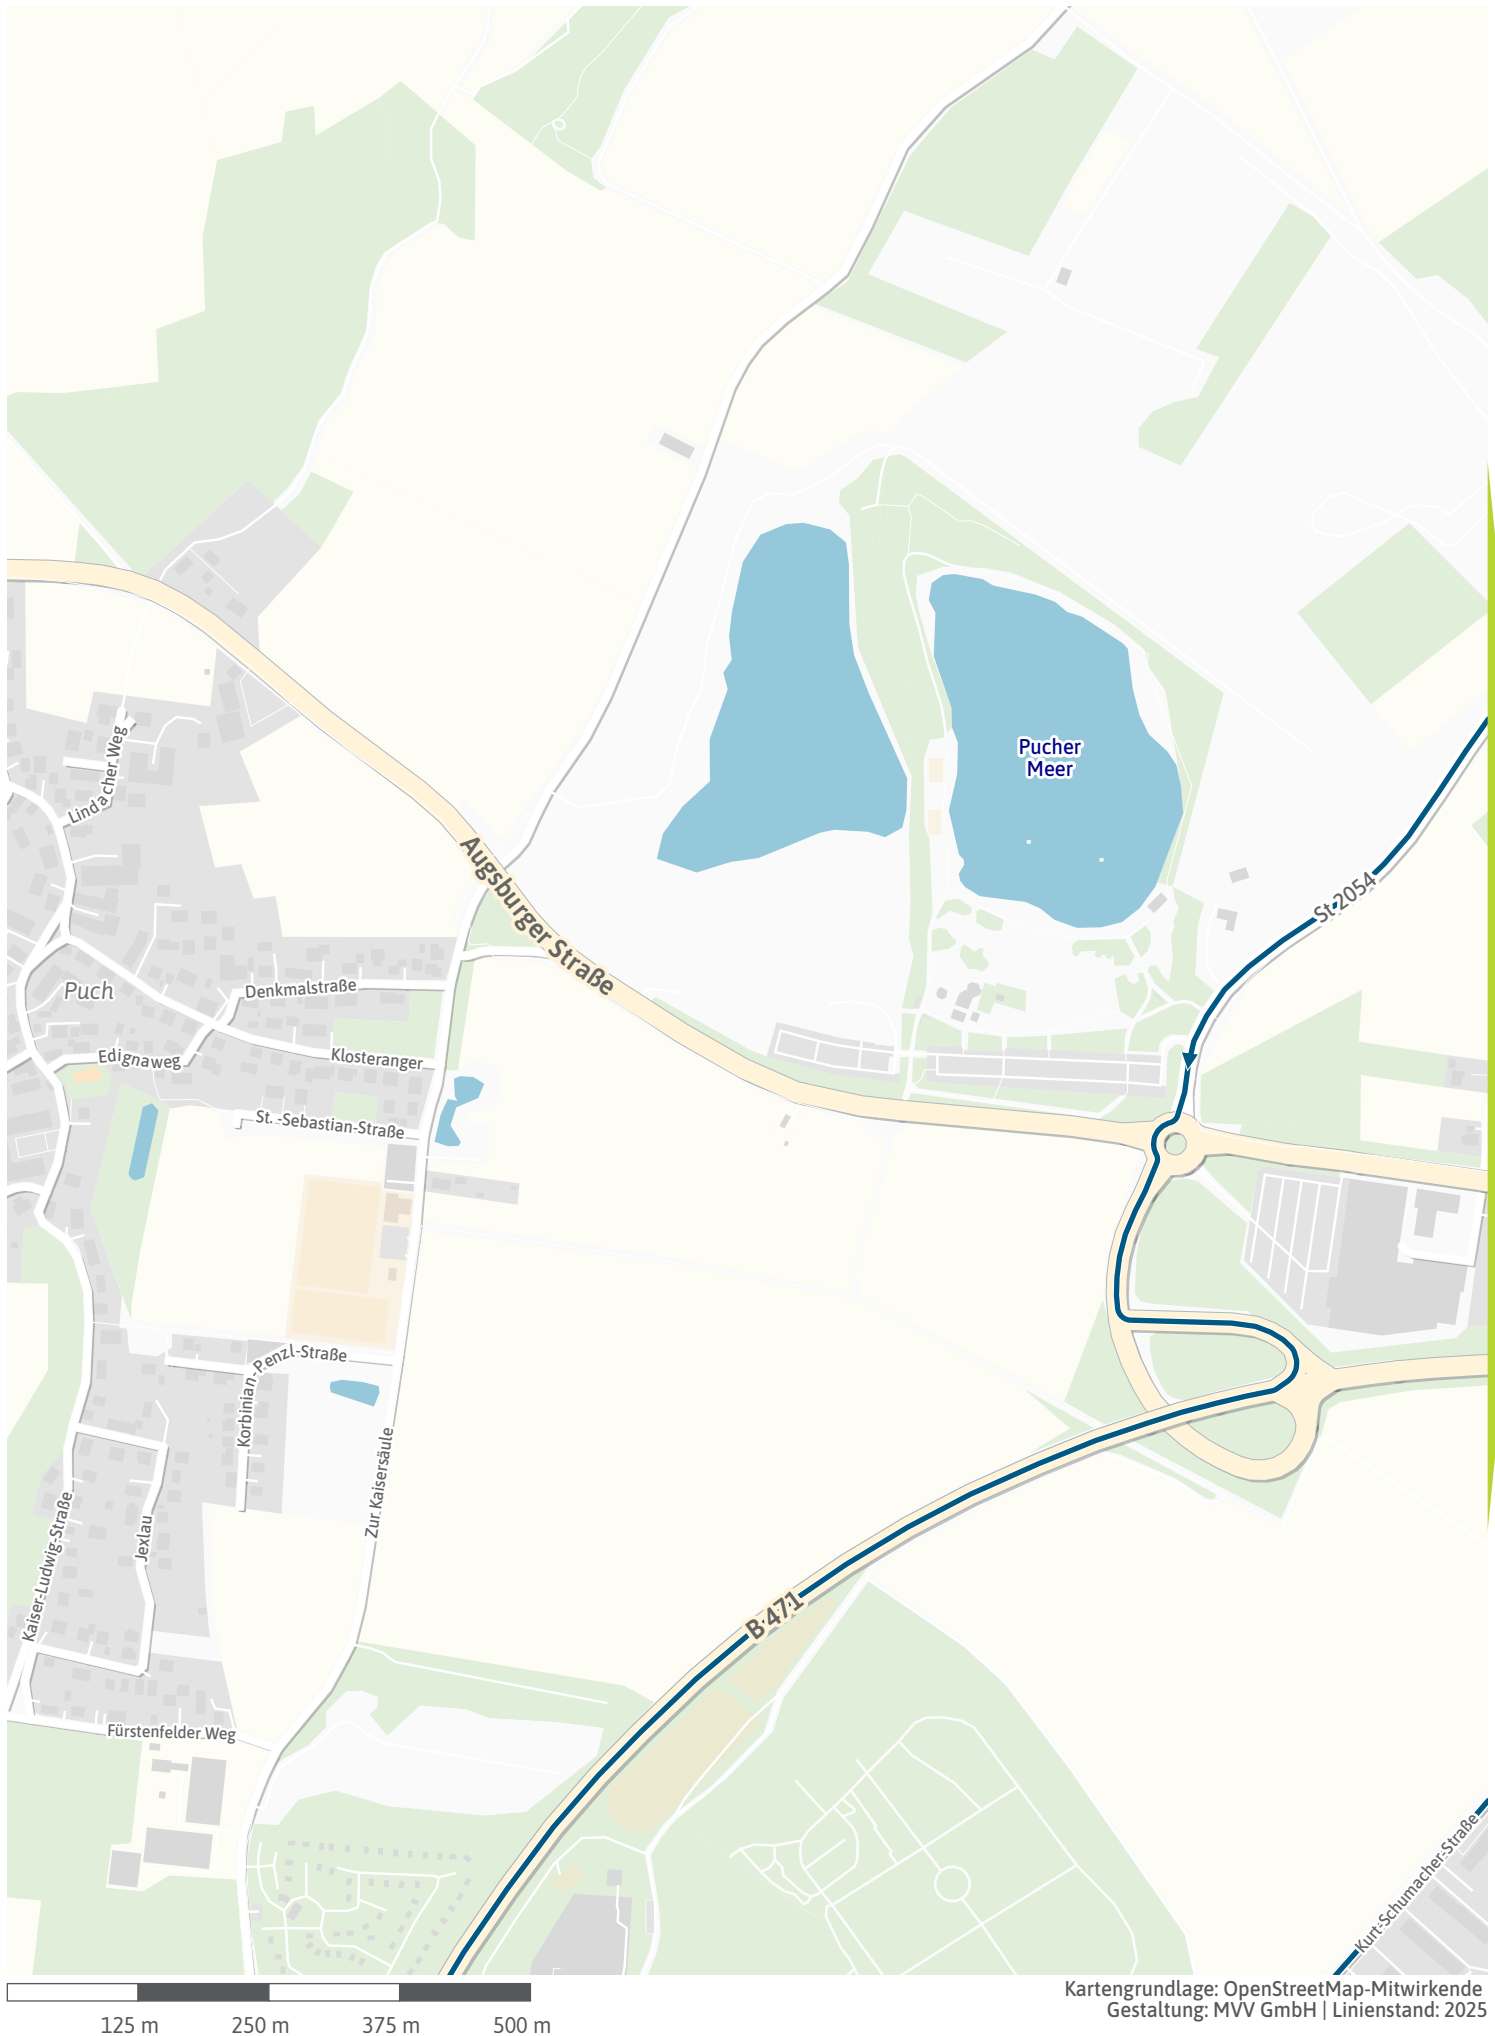 Pucher
Meer
Lindacher Weg
Augsburger Straße
St 2054
Puch
Denkmalstraße
Edignaweg
Klosteranger
St.-Sebastian-Straße
Korbinian-Penzl-Straße
Zur Kaisersäule
Kaiser-Ludwig-Straße
Jexlau
B 471
Fürstenfelder Weg
Kurt-Schumacher-Straße
125 m 250 m 375 m 500 m
Kartengrundlage: OpenStreetMap-Mitwirkende
Gestaltung: MVV GmbH | Linienstand: 2025